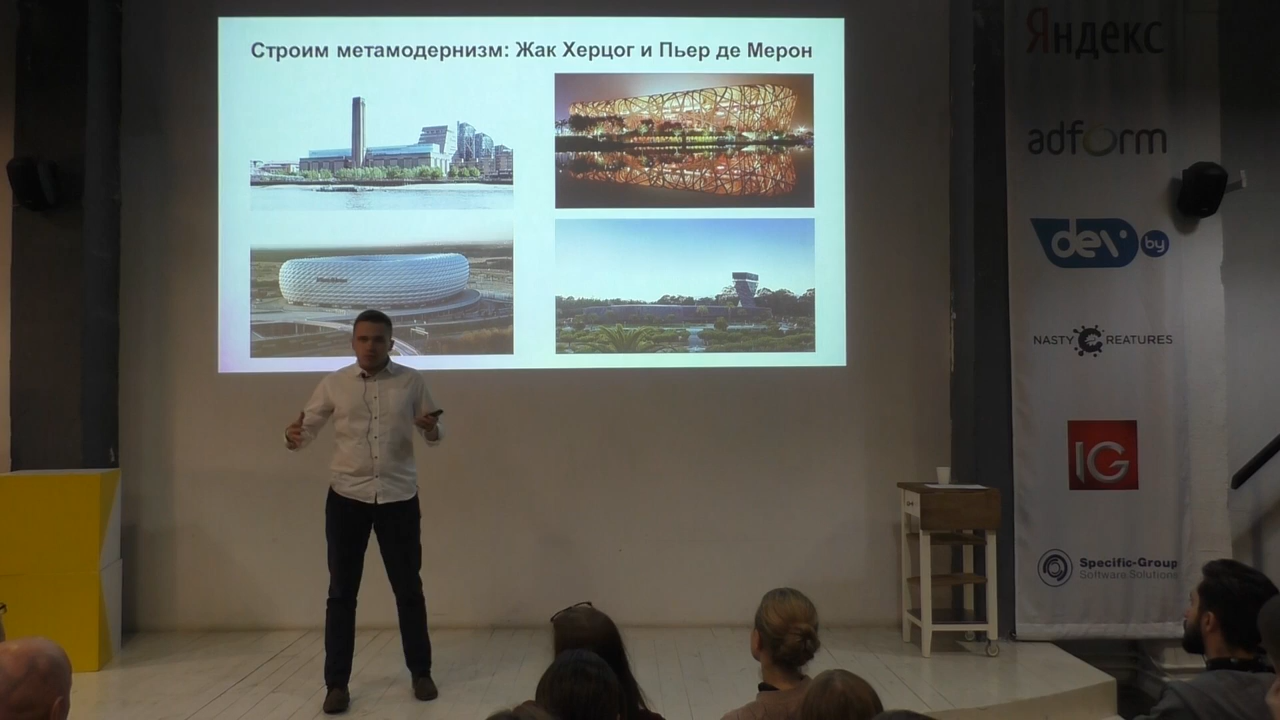 Строим метамодернизм: Жак Херцог и Пьер де Мерон
Яндекс
adform
dev by
NASTY CREATURES
IG
Specific-Group
Software Solutions